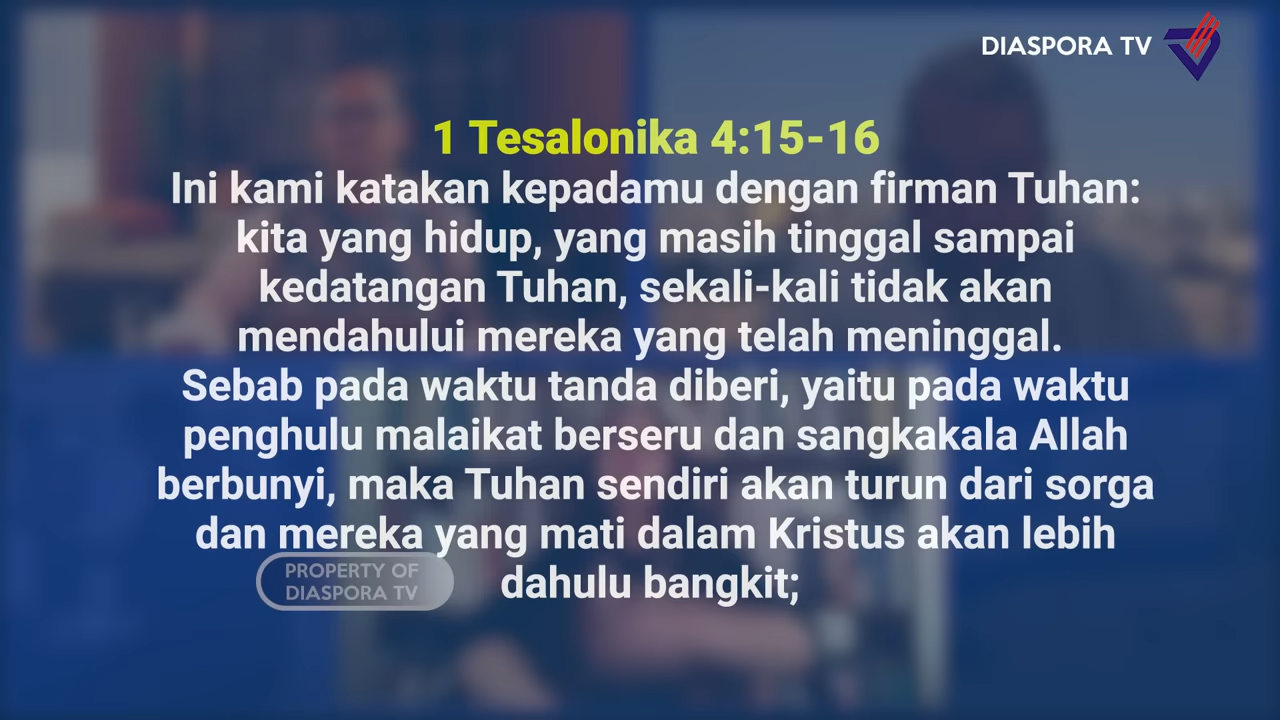 DIASPORA TV
1 Tesalonika 4:15-16
Ini kami katakan kepadamu dengan firman Tuhan:
kita yang hidup, yang masih tinggal sampai
kedatangan Tuhan, sekali-kali tidak akan
mendahului mereka yang telah meninggal.
Sebab pada waktu tanda diberi, yaitu pada waktu
penghulu malaikat berseru dan sangkakala Allah
berbunyi, maka Tuhan sendiri akan turun dari sorga
dan mereka yang mati dalam Kristus akan lebih
dahulu bangkit;
PROPERTY OF
DIASPORA TV